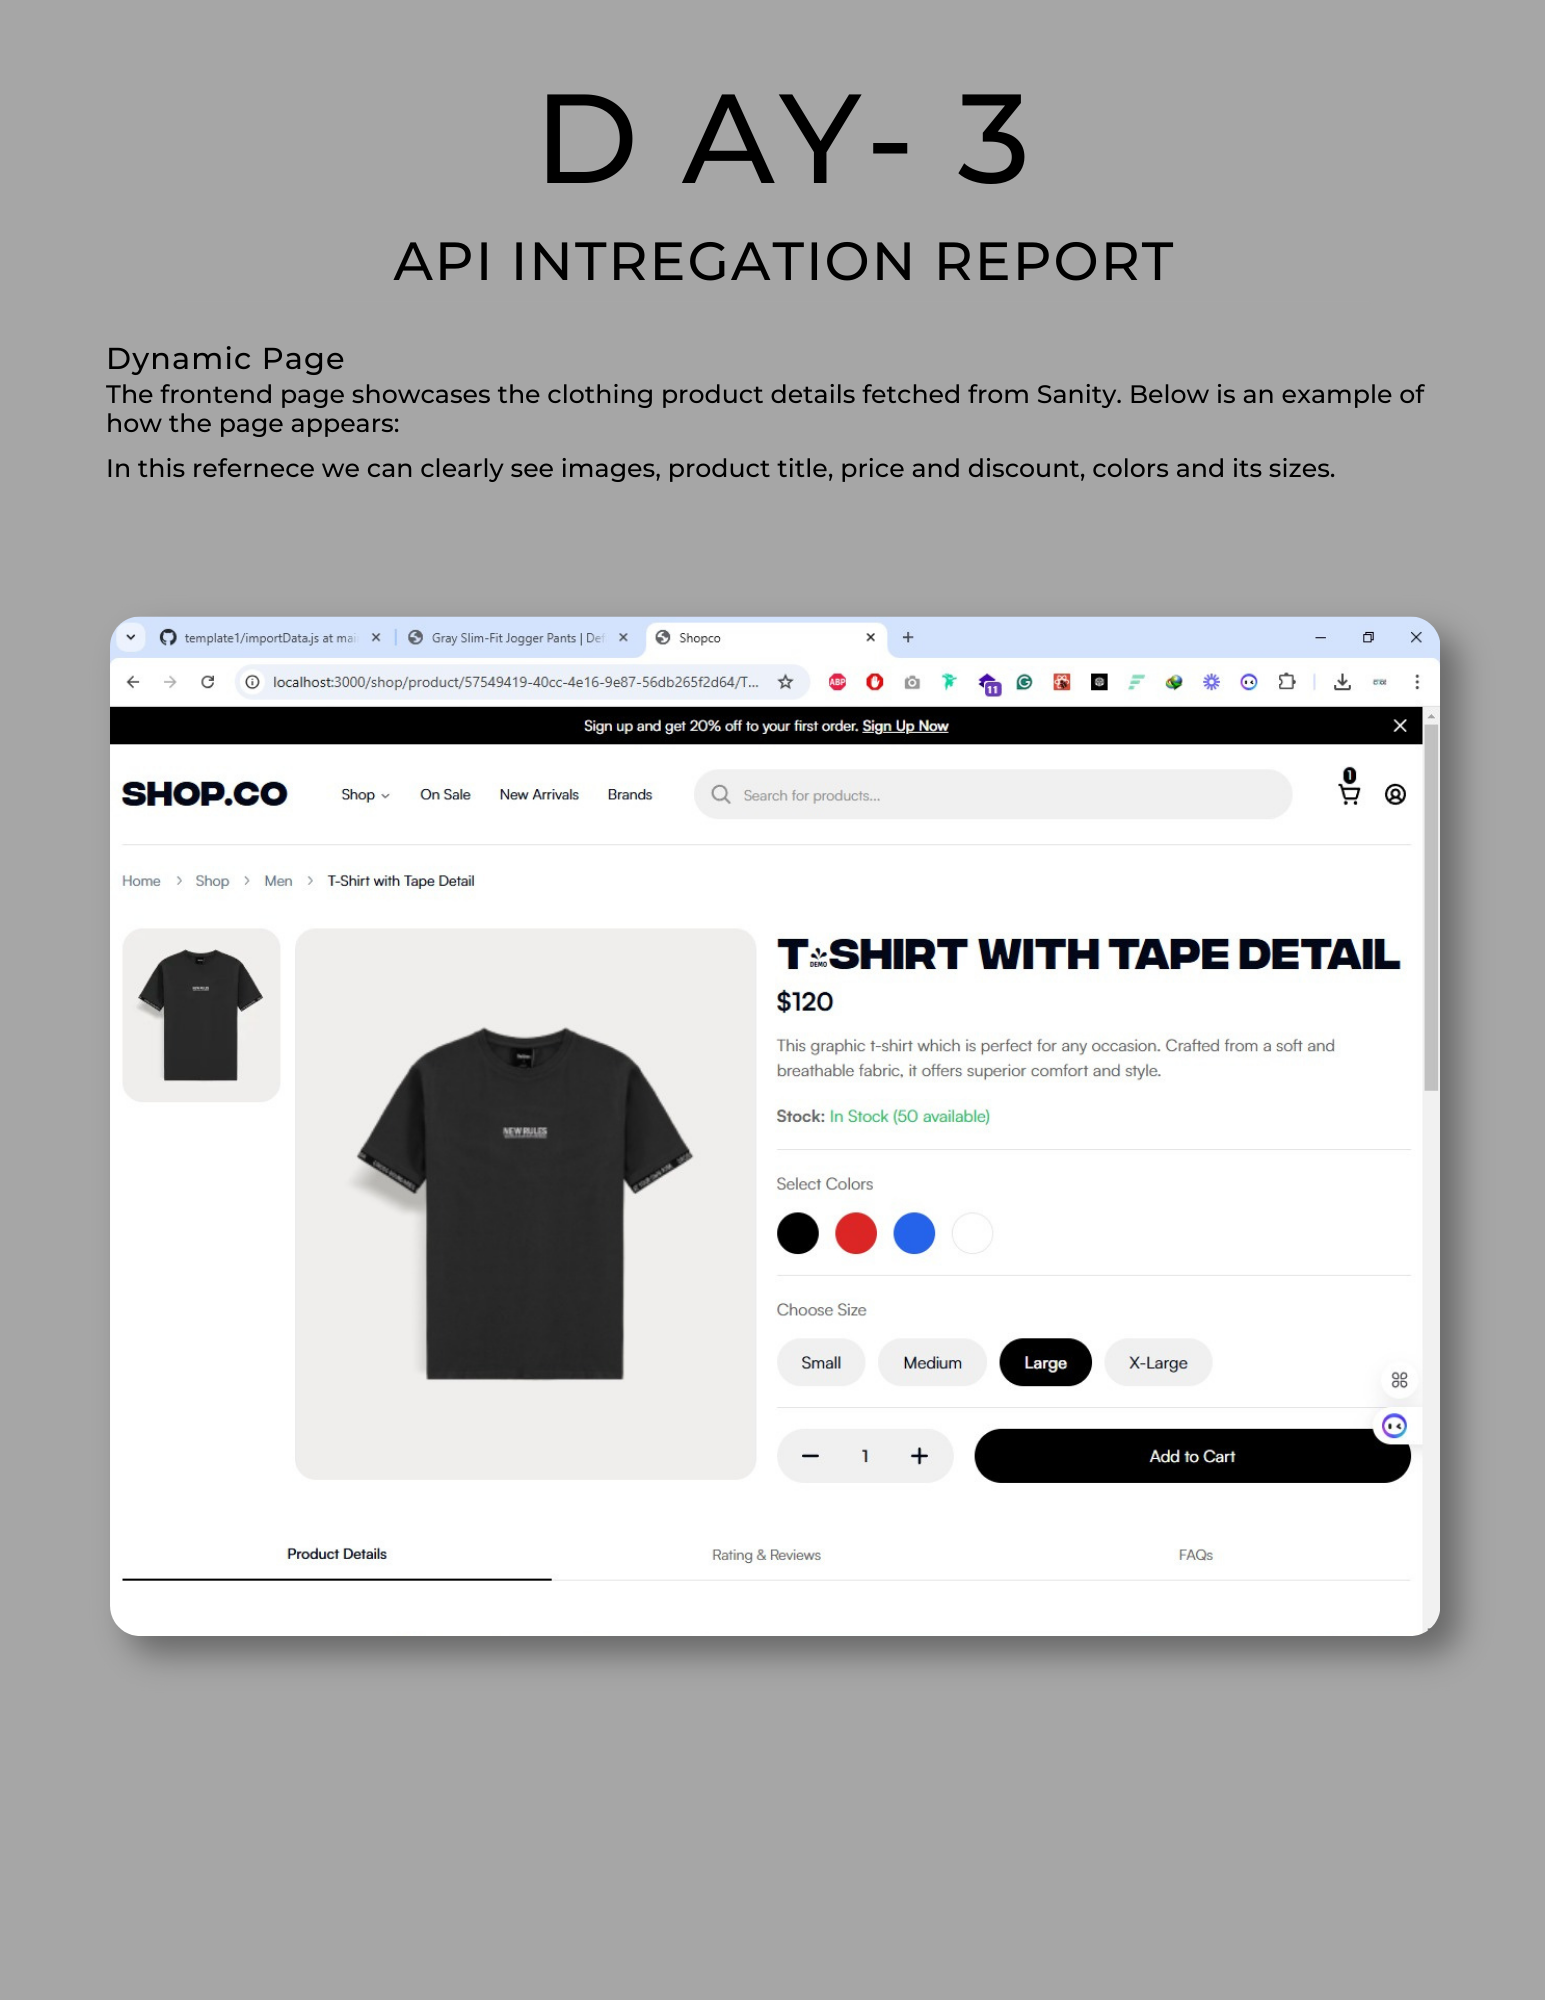 D AY- 3
API INTREGATION REPORT
Dynamic Page
The frontend page showcases the clothing product details fetched from Sanity. Below is an example of
how the page appears:
In this refernece we can clearly see images, product title, price and discount, colors and its sizes.
template1/importData.js at mai
Gray Slim-Fit Jogger Pants | Def
Shopco
localhost:3000/shop/product/57549419-40cc-4e16-9e87-56db265f2d64/T...
ABP
11
Sign up and get 20% off to your first order. Sign Up Now
SHOP.CO
Shop
On Sale
New Arrivals
Brands
Search for products...
1
Home > Shop > Men > T-Shirt with Tape Detail
NEW RULES
T DEMO SHIRT WITH TAPE DETAIL
$120
This graphic t-shirt which is perfect for any occasion. Crafted from a soft and
breathable fabric, it offers superior comfort and style.
Stock: In Stock (50 available)
Select Colors
Choose Size
Small
Medium
Large
X-Large
1
Add to Cart
Product Details
Rating & Reviews
FAQs